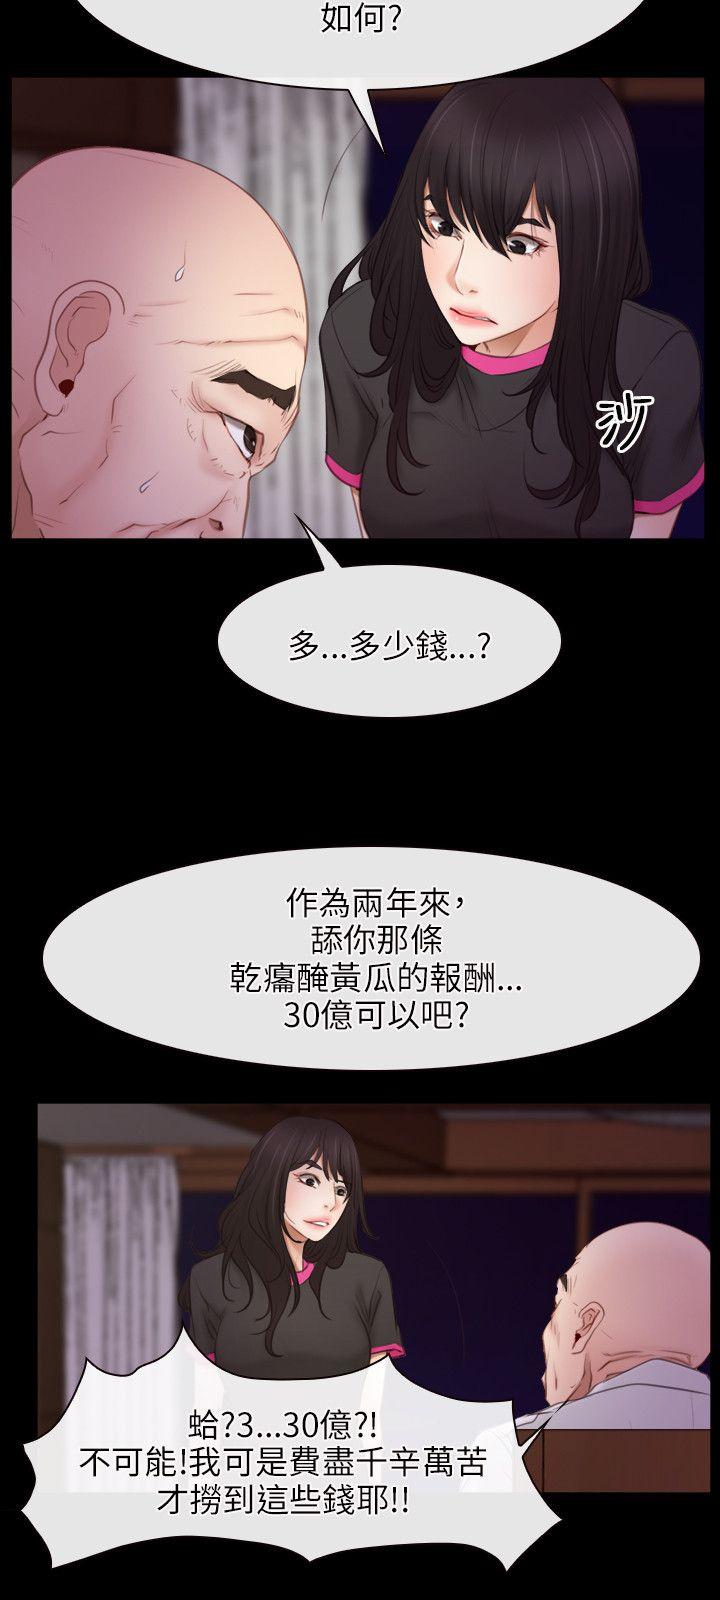 如何?
沙
多...多少錢...?
作為兩年來，
舔你那條
乾癟醃黃瓜的報酬...
30億可以吧?
蛤?3...30億?!
不可能!我可是費盡千辛萬苦
才撈到這些錢耶!!